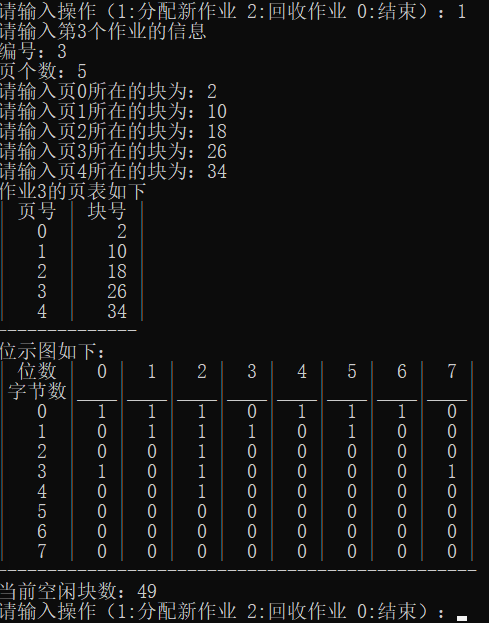 请输入操作（1:分配新作业 2:回收作业 0:结束）：1
请输入第3个作业的信息
编号：3
页个数：5
请输入页0所在的块为：2
请输入页1所在的块为：10
请输入页2所在的块为：18
请输入页3所在的块为：26
请输入页4所在的块为：34
作业3的页表如下
| 页号 | 块号 |
| 0 | 2 |
| 1 | 10 |
| 2 | 18 |
| 3 | 26 |
| 4 | 34 |
--------------
位示图如下：
| 位数 | 0 | 1 | 2 | 3 | 4 | 5 | 6 | 7 |
|字节数|____|____|____|____|____|____|____|____|
| 0 | 1 | 1 | 1 | 0 | 1 | 1 | 1 | 0 |
| 1 | 0 | 1 | 1 | 1 | 0 | 1 | 0 | 0 |
| 2 | 0 | 0 | 1 | 0 | 0 | 0 | 0 | 0 |
| 3 | 1 | 0 | 1 | 0 | 0 | 0 | 0 | 1 |
| 4 | 0 | 0 | 1 | 0 | 0 | 0 | 0 | 0 |
| 5 | 0 | 0 | 0 | 0 | 0 | 0 | 0 | 0 |
| 6 | 0 | 0 | 0 | 0 | 0 | 0 | 0 | 0 |
| 7 | 0 | 0 | 0 | 0 | 0 | 0 | 0 | 0 |
------------------------------------------------
当前空闲块数：49
请输入操作（1:分配新作业 2:回收作业 0:结束）：